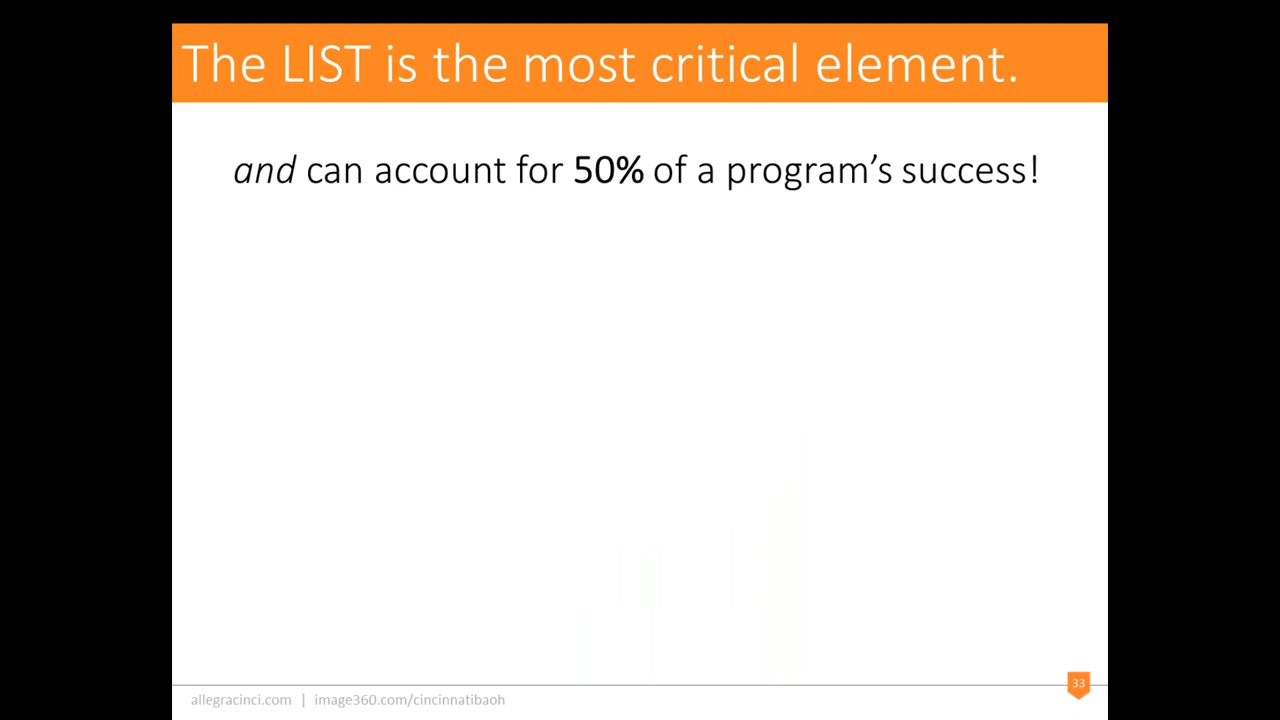 The LIST is the most critical element.
and can account for 50% of a program’s success!
33
allegracinci.com | image360.com/cincinnatibaoh